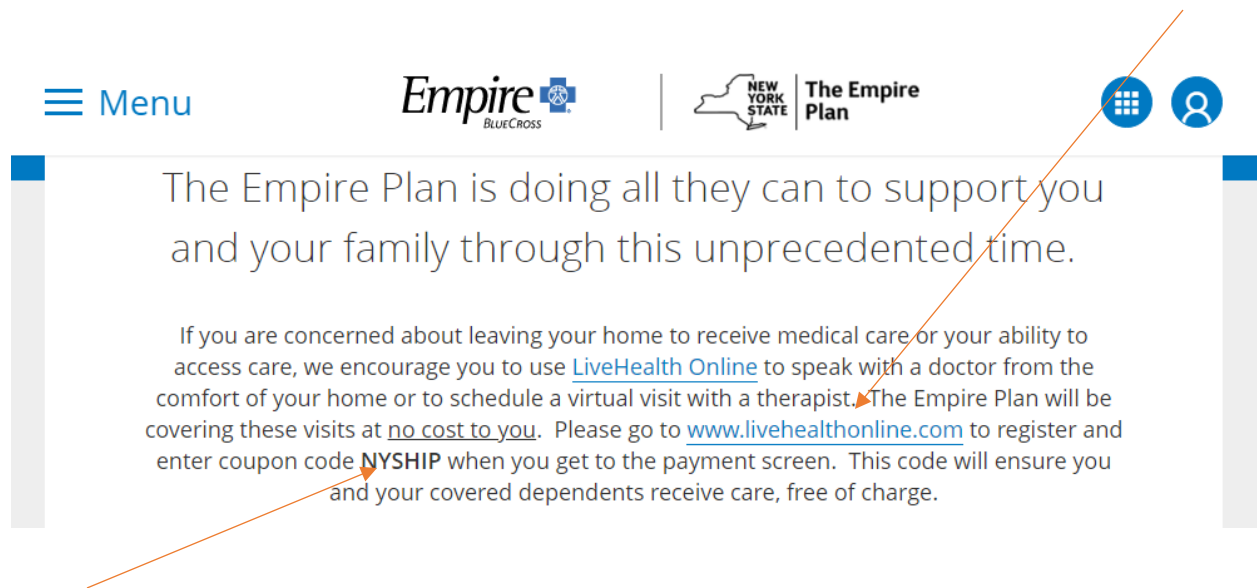 Menu
Empire
BLUECROSS
NEW
YORK
STATE
The Empire
Plan
The Empire Plan is doing all they can to support you
and your family through this unprecedented time.
If you are concerned about leaving your home to receive medical care or your ability to
access care, we encourage you to use LiveHealth Online to speak with a doctor from the
comfort of your home or to schedule a virtual visit with a therapist. The Empire Plan will be
covering these visits at no cost to you. Please go to www.livehealthonline.com to register and
enter coupon code NYSHIP when you get to the payment screen. This code will ensure you
and your covered dependents receive care, free of charge.